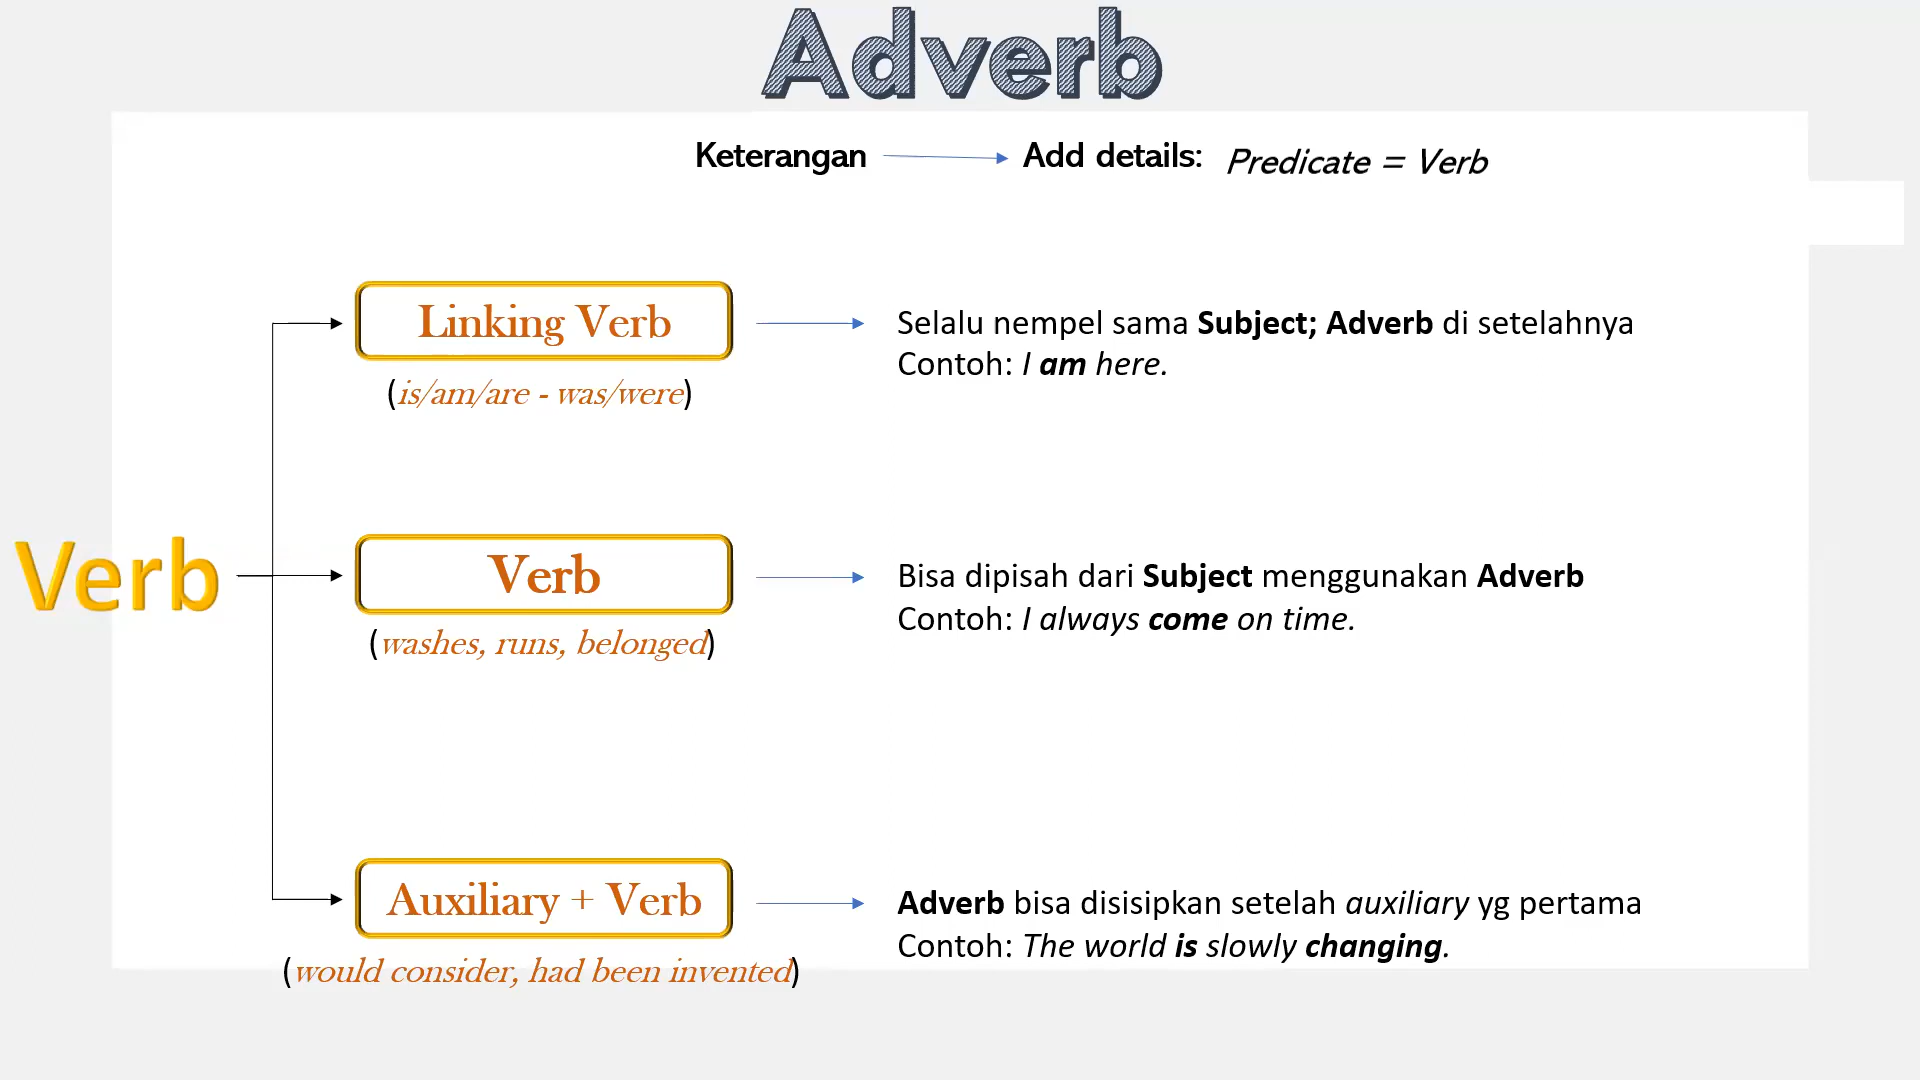 Adverb
Keterangan Add details: Predicate = Verb
Linking Verb
(is/am/are - was/were)
Selalu nempel sama Subject; Adverb di setelahnya
Contoh: I am here.
Verb
Verb
(washes, runs, belonged)
Bisa dipisah dari Subject menggunakan Adverb
Contoh: I always come on time.
Auxiliary + Verb
(would consider, had been invented)
Adverb bisa disisipkan setelah auxiliary yg pertama
Contoh: The world is slowly changing.